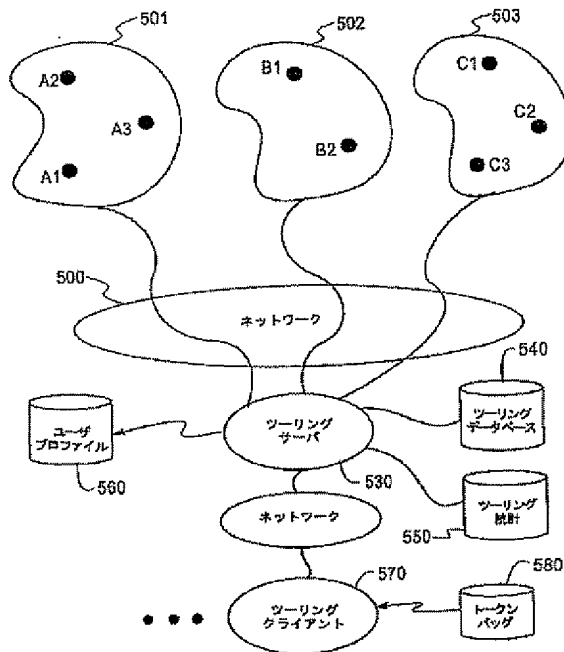 501
502
503
A2
A3
A1
B1
B2
C1
C2
C3
500
ネットワーク
540
ツーリング
データベース
ユーザ
プロファイル
560
ツーリング
サーバ
530
ネットワーク
ツーリング
統計
550
570
580
ツーリング
クライアント
トークン
バッグ